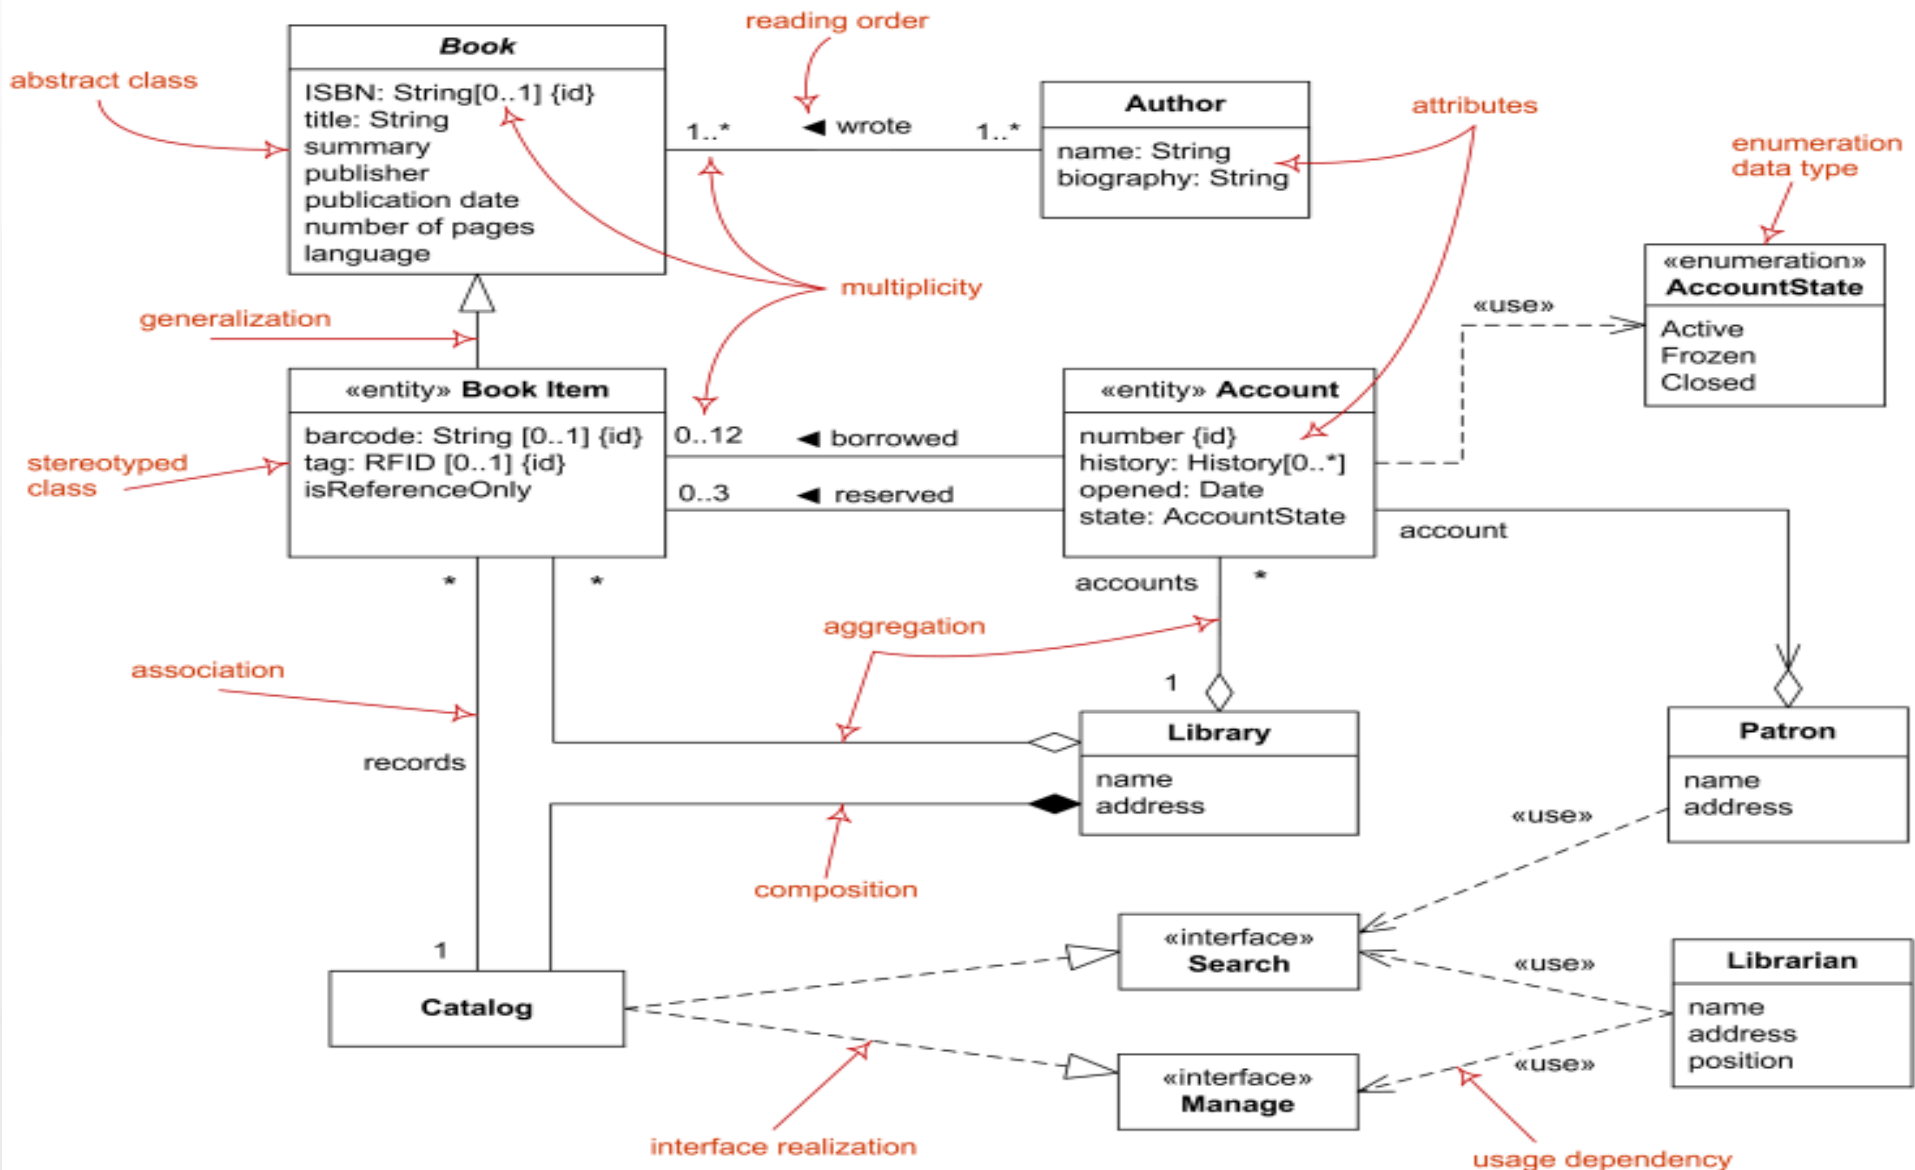 reading order
Book
abstract class
ISBN: String[0..1] {id}
title: String
summary
publisher
publication date
number of pages
language
1..*
◄ wrote
1..*
Author
name: String
biography: String
attributes
enumeration
data type
multiplicity
«enumeration»
AccountState
Active
Frozen
Closed
generalization
«use»
«entity» Book Item
barcode: String [0..1] {id}
tag: RFID [0..1] {id}
isReferenceOnly
stereotyped
class
0..12
◄ borrowed
0..3
◄ reserved
«entity» Account
number {id}
history: History[0..*]
opened: Date
state: AccountState
account
*
*
accounts
*
aggregation
association
1
records
Library
name
address
Patron
name
address
«use»
composition
1
Catalog
«interface»
Search
«use»
Librarian
name
address
position
«interface»
Manage
«use»
interface realization
usage dependency